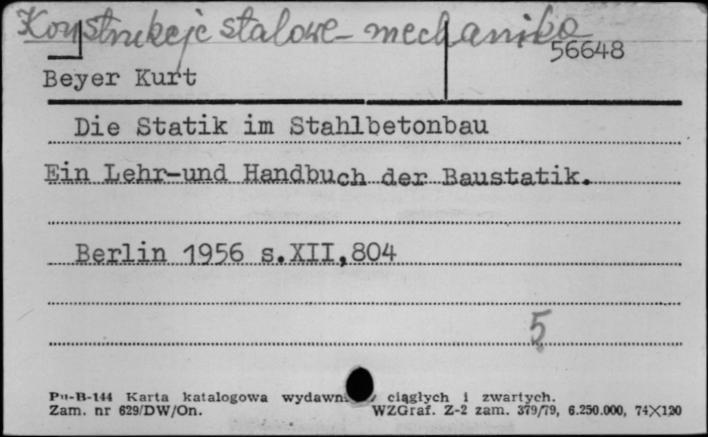 Konstrukcje stalowe - mechanika
56648
Beyer Kurt
Die Statik im Stahlbetonbau
Ein Lehr-und Handbuch der Baustatik.
Berlin 1956 s.XII,804
5
Pu-B-144 Karta katalogowa ciągłych i zwartych.
Zam. nr 629/DW/On. WZGraf. Z-2 zam. 379/79, 6.250.000, 74X120